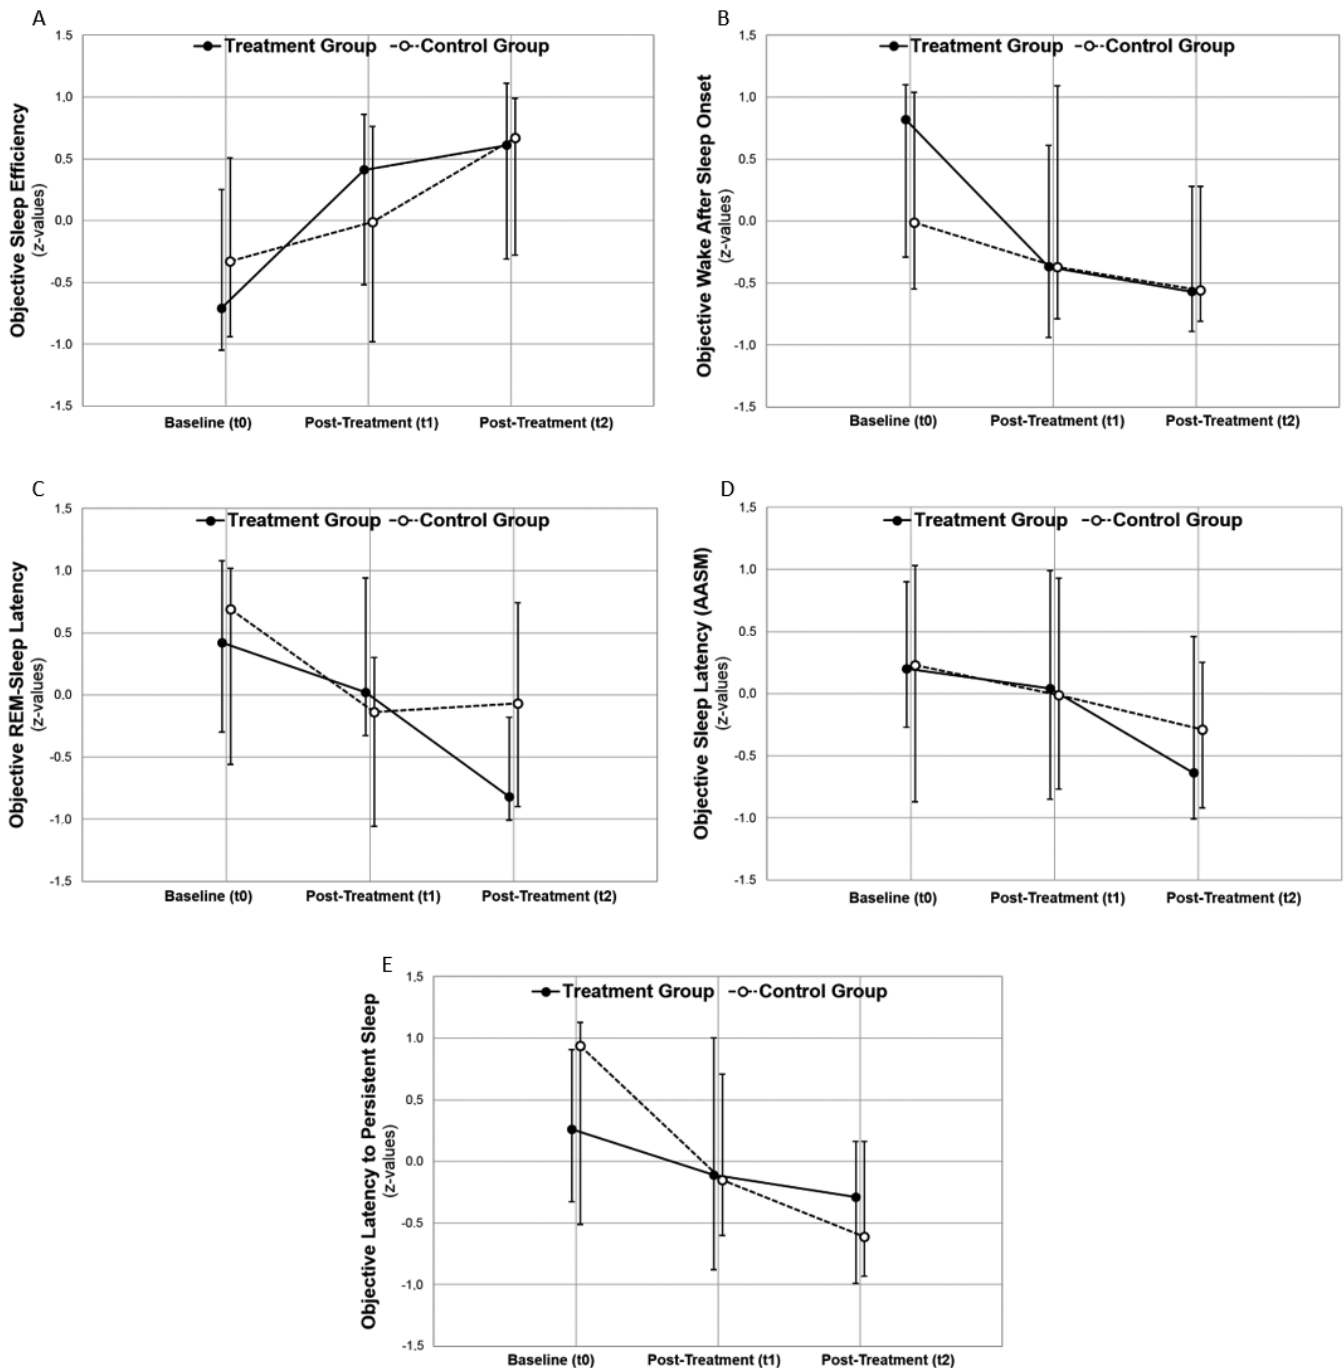 A
Treatment Group Control Group
Objective Sleep Efficiency
(z-values)
1.5
1.0
0.5
0.0
-0.5
-1.0
-1.5
Baseline (t0) Post-Treatment (t1) Post-Treatment (t2)
B
Treatment Group Control Group
Objective Wake After Sleep Onset
(z-values)
1.5
1.0
0.5
0.0
-0.5
-1.0
-1.5
Baseline (t0) Post-Treatment (t1) Post-Treatment (t2)
C
Treatment Group Control Group
Objective REM-Sleep Latency
(z-values)
1.5
1.0
0.5
0.0
-0.5
-1.0
-1.5
Baseline (t0) Post-Treatment (t1) Post-Treatment (t2)
D
Treatment Group Control Group
Objective Sleep Latency (AASM)
(z-values)
1.5
1.0
0.5
0.0
-0.5
-1.0
-1.5
Baseline (t0) Post-Treatment (t1) Post-Treatment (t2)
E
Treatment Group Control Group
Objective Latency to Persistent Sleep
(z-values)
1.5
1.0
0.5
0.0
-0.5
-1.0
-1.5
Baseline (t0) Post-Treatment (t1) Post-Treatment (t2)